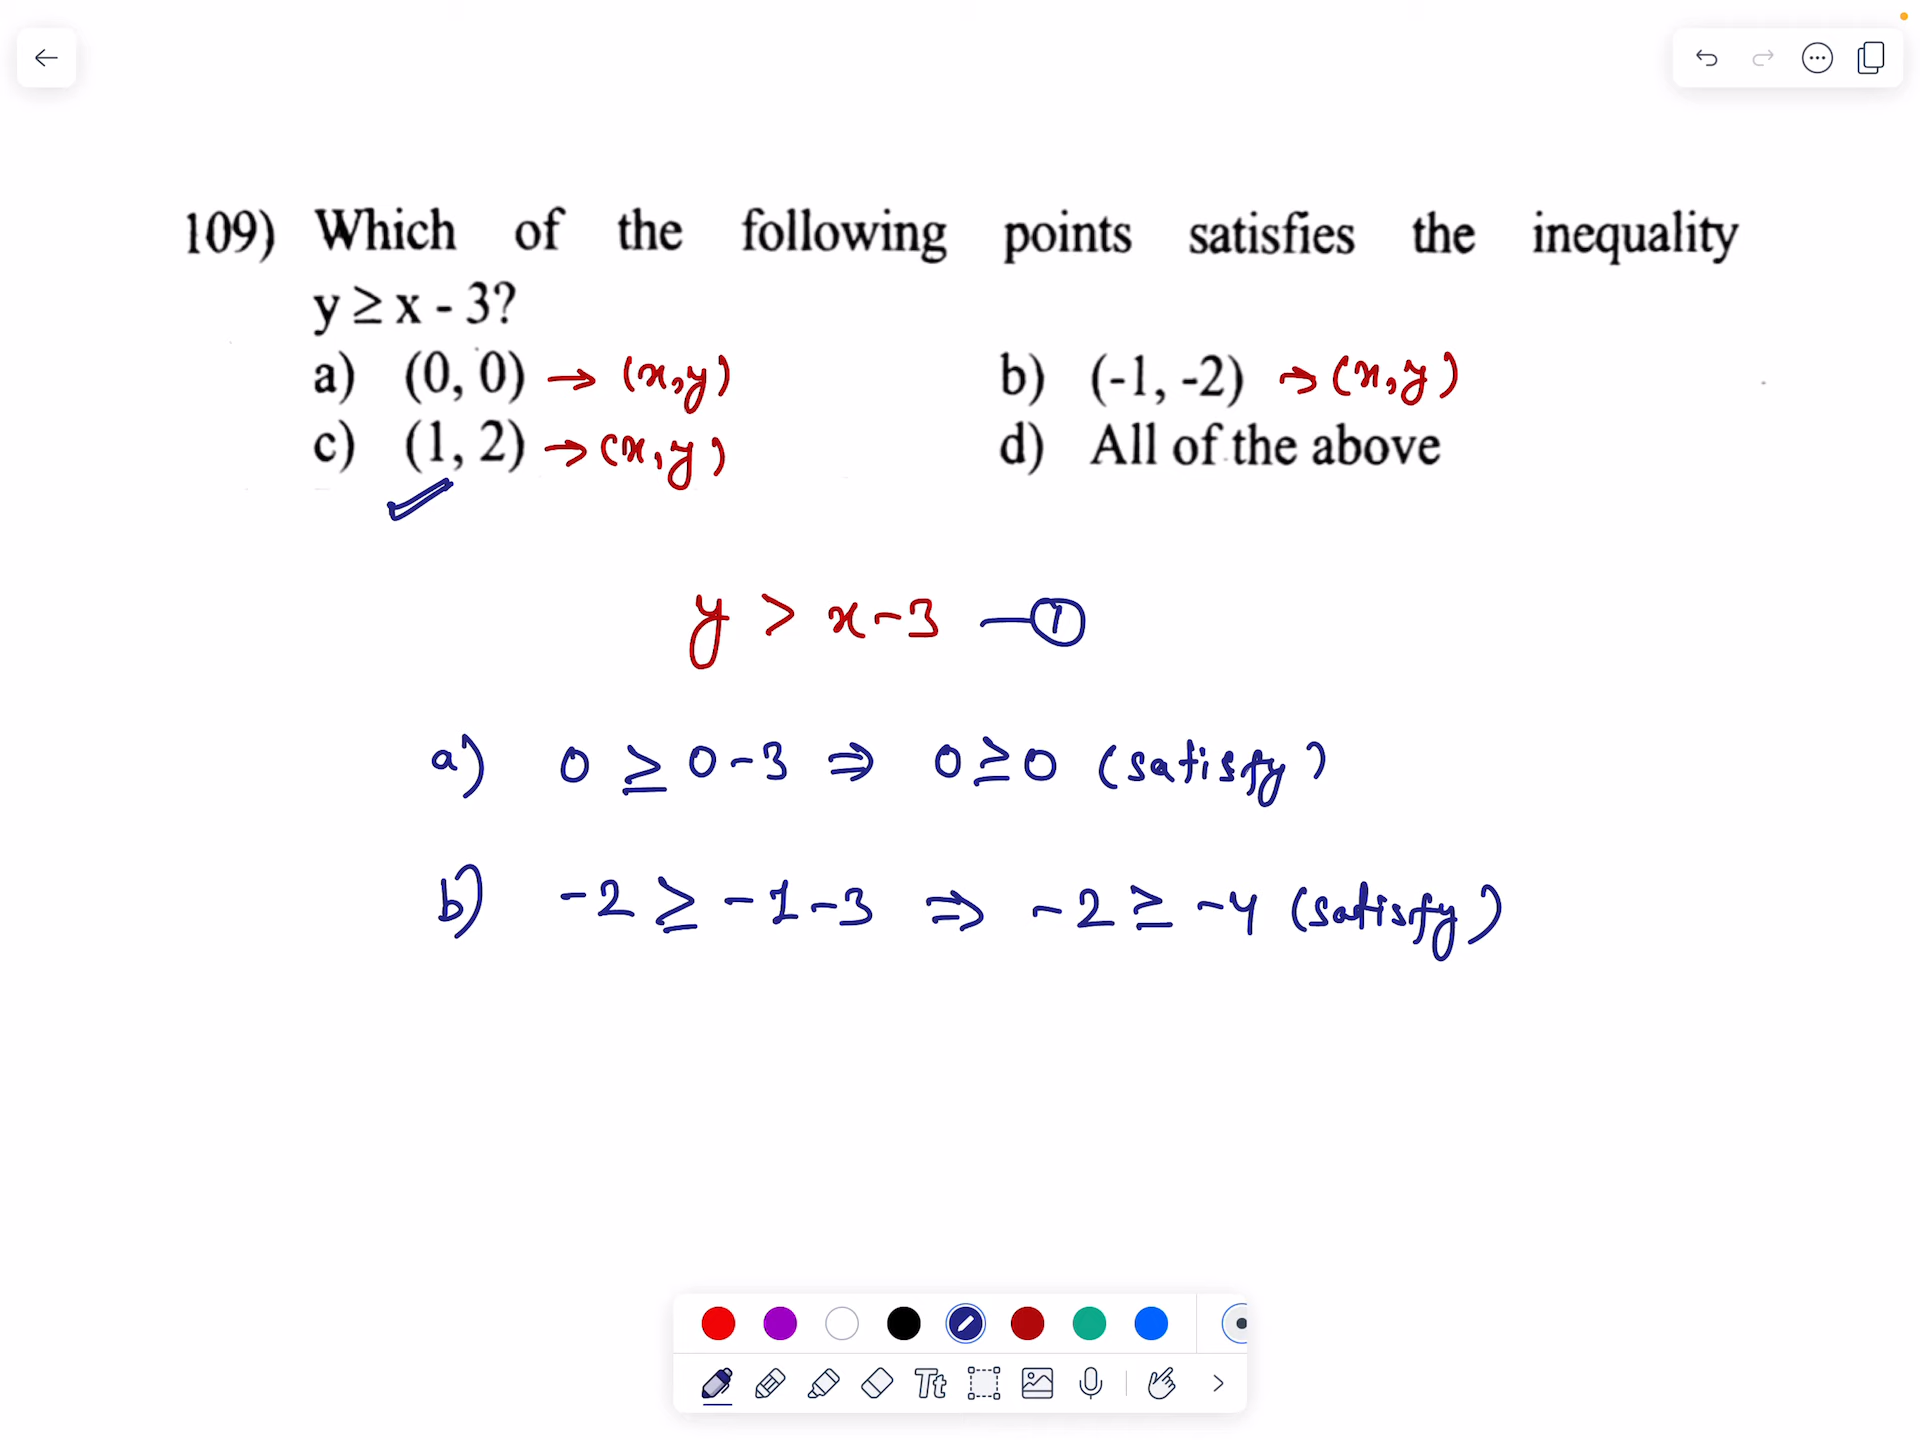 109) Which of the following points satisfies the inequality
y ≥ x - 3?
a) (0, 0) → (x,y) b) (-1, -2) → (x,y)
c) (1, 2) → (x,y) d) All of the above
y > x-3 —①
a) 0 ≥ 0-3 ⇒ 0≥0 (satisfy)
b) -2 ≥ -1-3 ⇒ -2 ≥ -4 (satisfy)
Tt